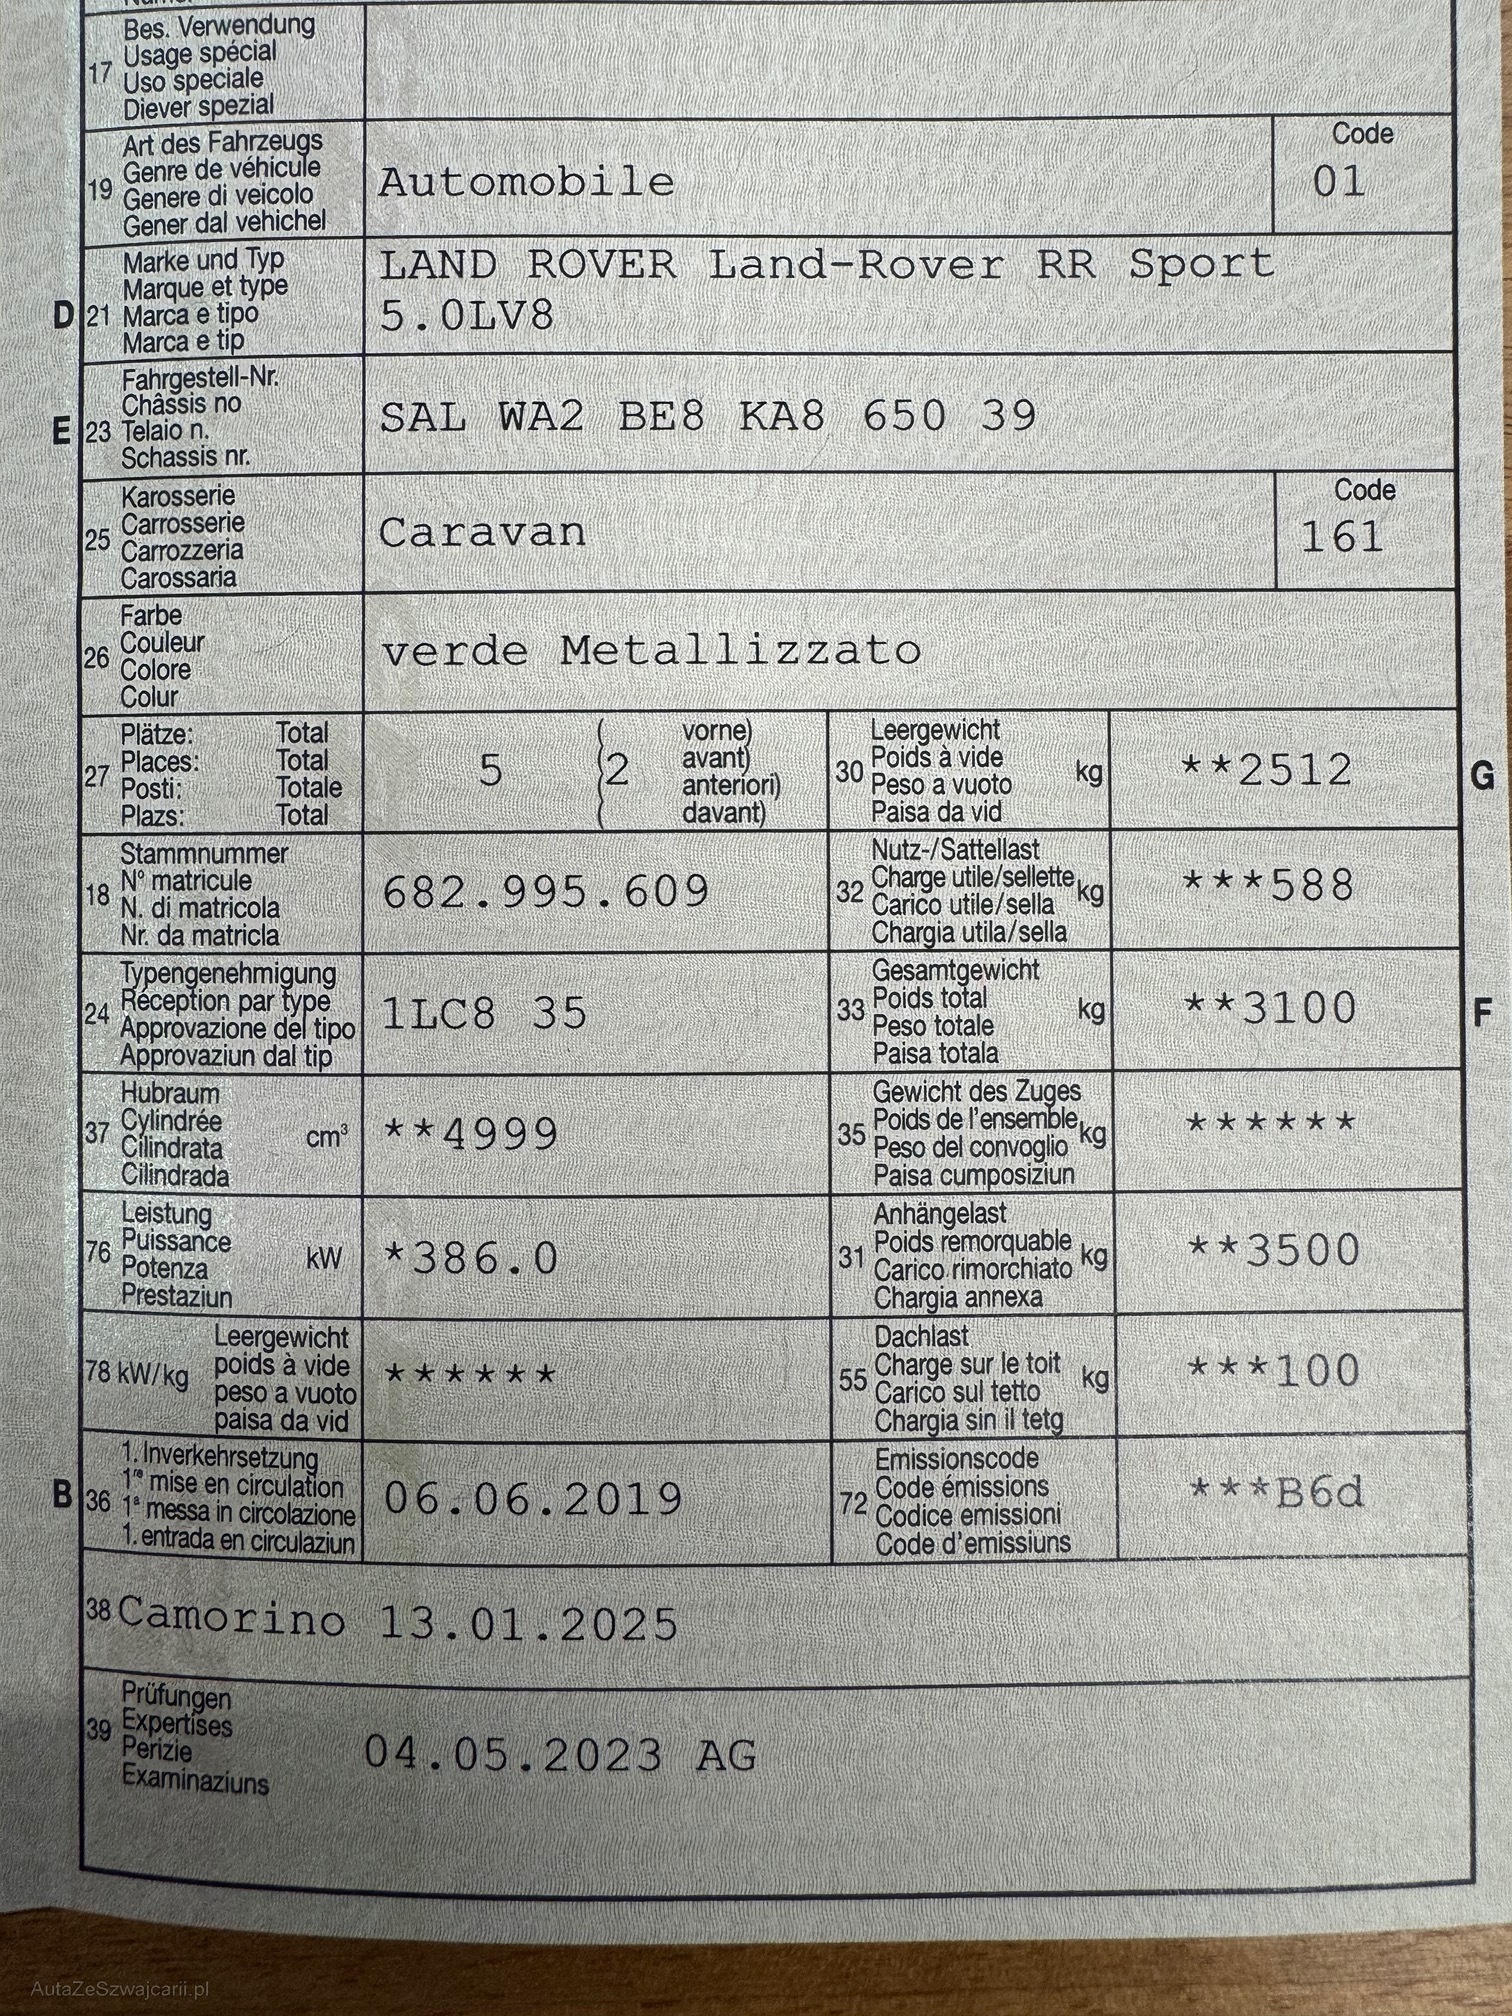 17 Bes. Verwendung
Usage spécial
Uso speciale
Diever spezial
19 Art des Fahrzeugs
Genre de véhicule
Genere di veicolo
Gener dal vehichel
Automobile
Code
01
D 21 Marke und Typ
Marque et type
Marca e tipo
Marca e tip
LAND ROVER Land-Rover RR Sport
5.0LV8
E 23 Fahrgestell-Nr.
Châssis no
Telaio n.
Schassis nr.
SAL WA2 BE8 KA8 650 39
25 Karosserie
Carrosserie
Carrozzeria
Carossaria
Caravan
Code
161
26 Farbe
Couleur
Colore
Colur
verde Metallizzato
27 Plätze: Total
Places: Total
Posti: Totale
Plazs: Total
5 (2 vorne)
avant)
anteriori)
davant)
30 Leergewicht
Poids à vide
Peso a vuoto
Paisa da vid
kg
**2512
G
18 Stammnummer
N° matricule
N. di matricola
Nr. da matricla
682.995.609
32 Nutz-/Sattellast
Charge utile/sellette
Carico utile/sella
Chargia utila/sella
kg
***588
24 Typengenehmigung
Réception par type
Approvazione del tipo
Approvaziun dal tip
1LC8 35
33 Gesamtgewicht
Poids total
Peso totale
Paisa totala
kg
**3100
F
37 Hubraum
Cylindrée
Cilindrata
Cilindrada
cm³
**4999
35 Gewicht des Zuges
Poids de l'ensemble
Peso del convoglio
Paisa cumposiziun
kg
******
76 Leistung
Puissance
Potenza
Prestaziun
kW
*386.0
31 Anhängelast
Poids remorquable
Carico rimorchiato
Chargia annexa
kg
**3500
78 kW/kg Leergewicht
poids à vide
peso a vuoto
paisa da vid
******
55 Dachlast
Charge sur le toit
Carico sul tetto
Chargia sin il tetg
kg
***100
B 36 1. Inverkehrsetzung
1re mise en circulation
1a messa in circolazione
1. entrada en circulaziun
06.06.2019
72 Emissionscode
Code émissions
Codice emissioni
Code d'emissiuns
***B6d
38 Camorino 13.01.2025
39 Prüfungen
Expertises
Perizie
Examinaziuns
04.05.2023 AG
AutaZeSzwajcarii.pl